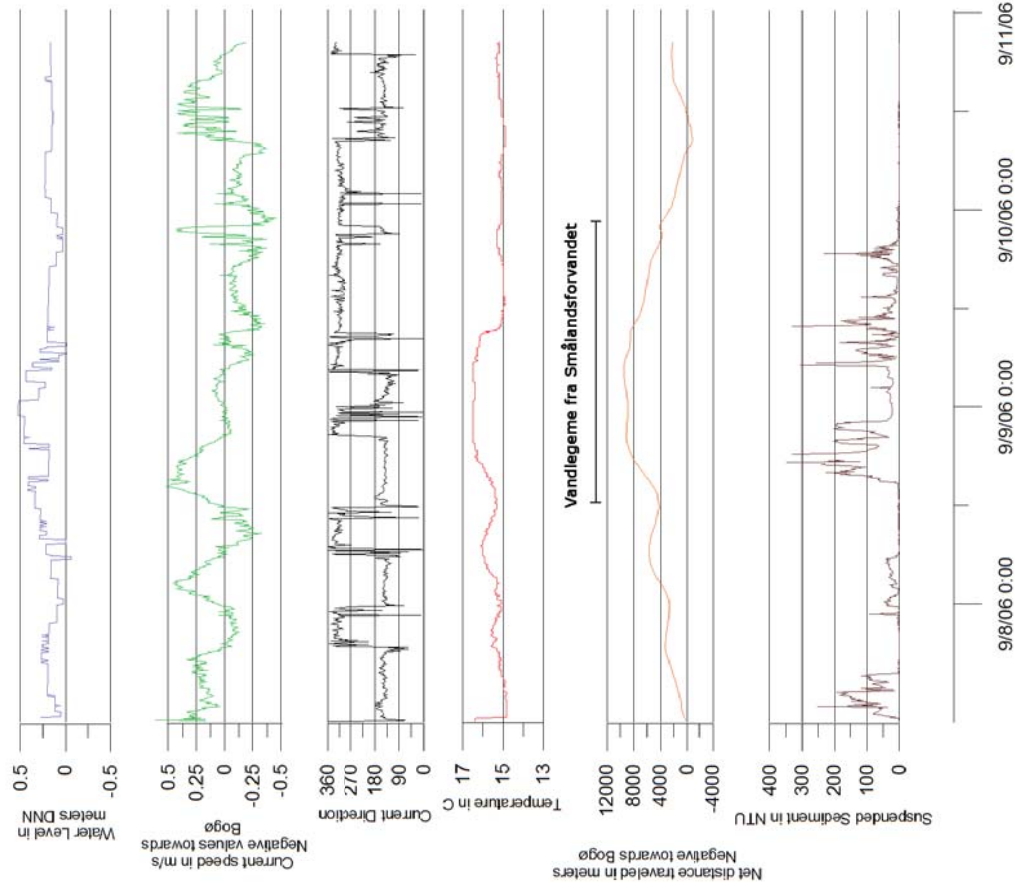 0.5
0
-0.5
Water Level in
meters DNN
0.5
0.25
0
-0.25
-0.5
Current speed in m/s
Negative values towards
Bogø
360
270
180
90
0
Current Direction
17
15
13
Temperature in C
Vandlegerne fra Smålandsforvandet
12000
8000
4000
0
-4000
Net distance traveled in meters
Negative towards Bogø
400
300
200
100
0
Suspended Sediment in NTU
9/8/06 0:00
9/9/06 0:00
9/10/06 0:00
9/11/06